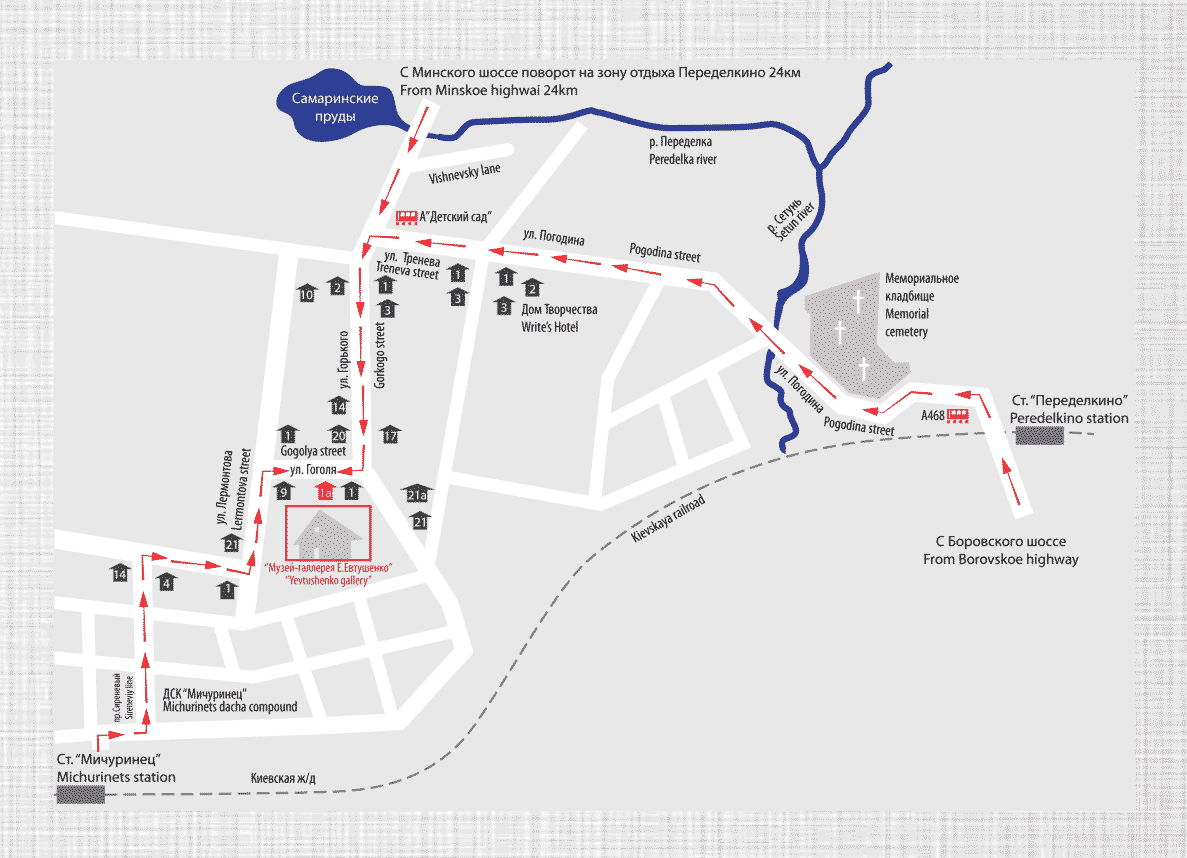 С Минского шоссе поворот на зону отдыха Переделкино 24км
From Minskoe highwai 24km
Самаринские
пруды
р. Переделка
Peredelka river
Vishnevsky lane
А"Детский сад"
р. Сетунь
Setun river
ул. Погодина
Pogodina street
ул. Тренева
Treneva street
10
2
1
3
1
3
1
2
3
Дом Творчества
Write's Hotel
Мемориальное
кладбище
Memorial
cemetery
ул. Горького
Gorkogo street
ул. Погодина
Pogodina street
А468
Ст. "Переделкино"
Peredelkino station
14
1
20
17
Gogolya street
ул. Гоголя
ул. Лермонтова
Lermontova street
9
1a
1
21a
21
Kievskaya railroad
С Боровского шоссе
From Borovskoe highway
21
14
4
1
"Музей-галлерея Е.Евтушенко"
"Yevtushenko gallery"
пр.Сиреневый
Sireneviy line
ДСК "Мичуринец"
Michurinets dacha compound
Ст. "Мичуринец"
Michurinets station
Киевская ж/д